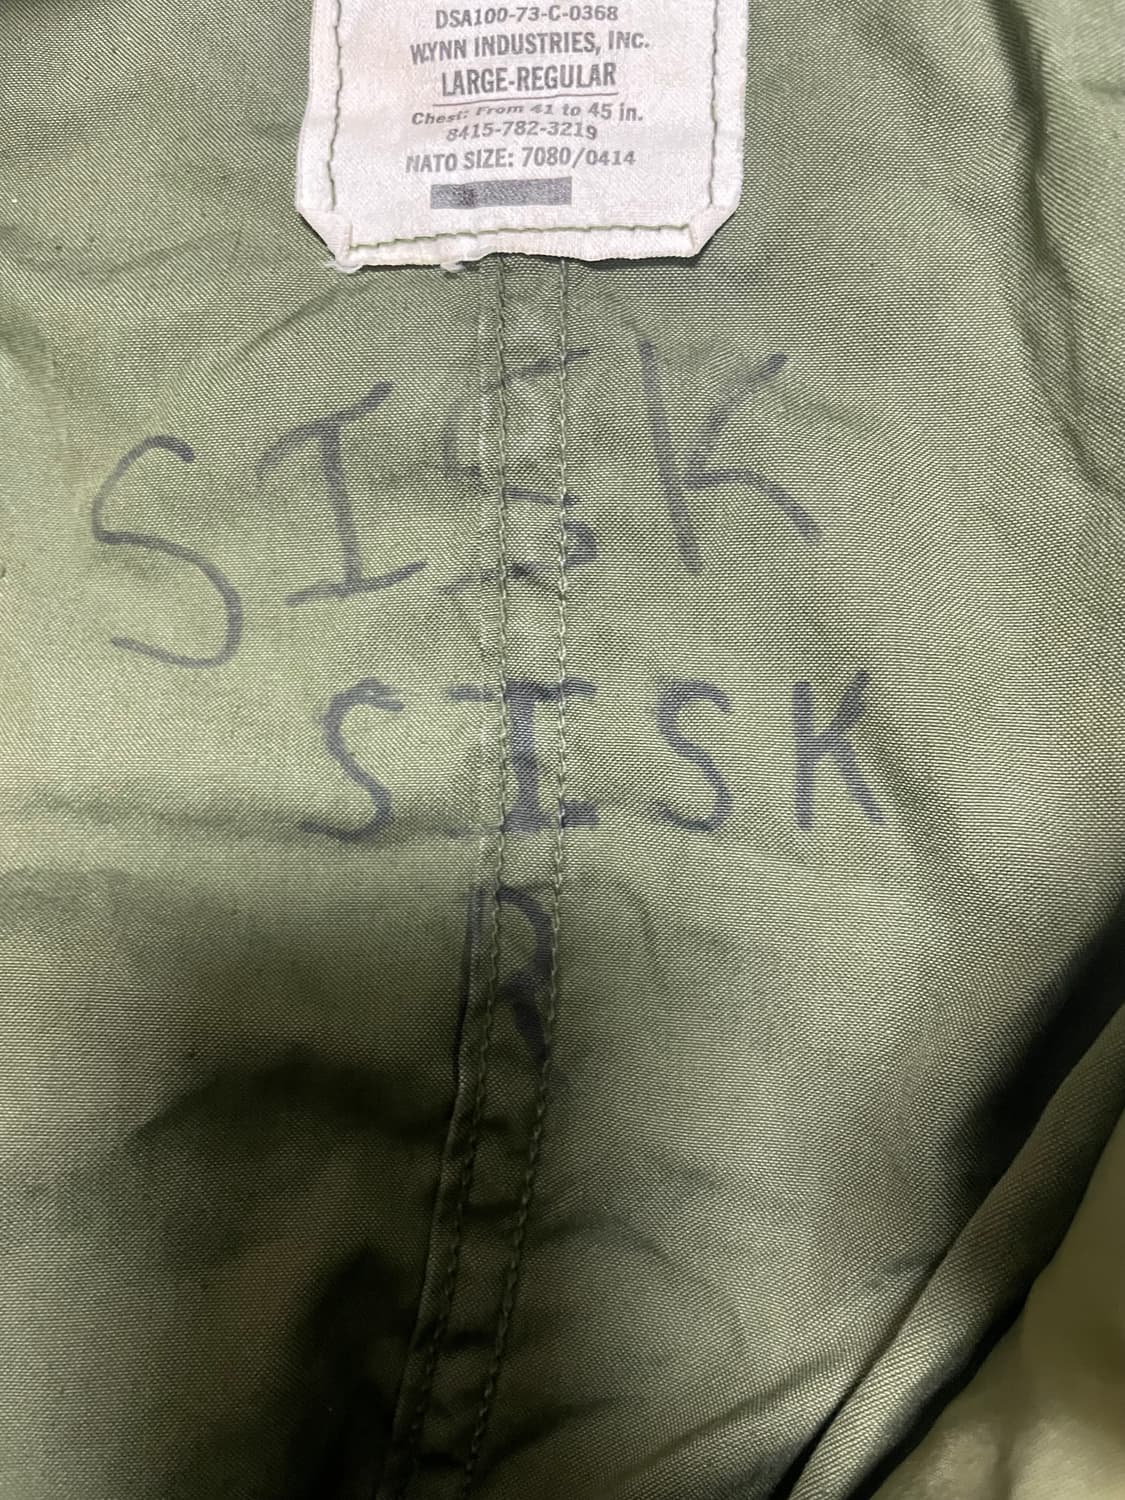 DSA100-73-C-0368
WYNN INDUSTRIES, INC.
LARGE-REGULAR
Chest: From 41 to 45 in.
8415-782-3219
NATO SIZE: 7080/0414
SISK
SISK
R